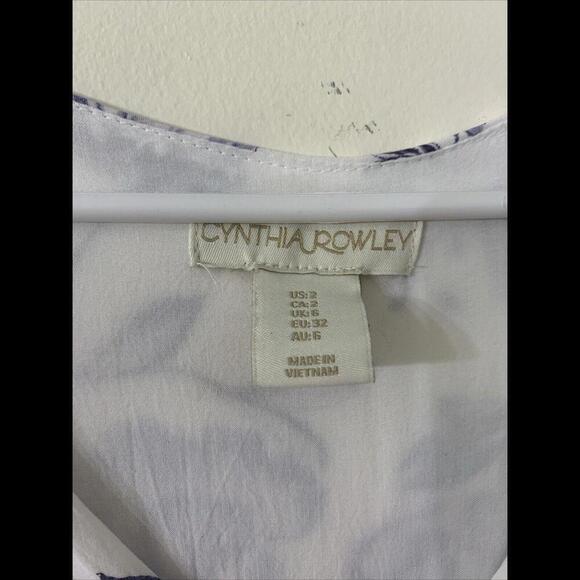 CYNTHIA ROWLEY
US:2
CA:2
UK:6
EU:32
AU:6
MADE IN
VIETNAM